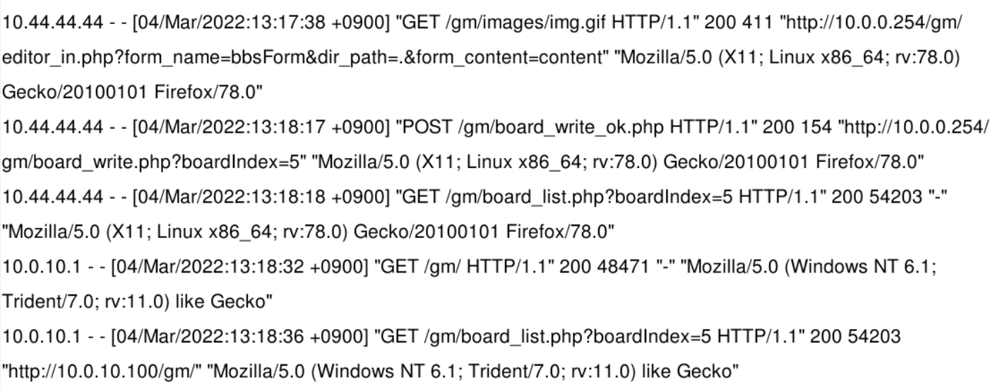 10.44.44.44 - - [04/Mar/2022:13:17:38 +0900] "GET /gm/images/img.gif HTTP/1.1" 200 411 "http://10.0.0.254/gm/
editor_in.php?form_name=bbsForm&dir_path=.&form_content=content" "Mozilla/5.0 (X11; Linux x86_64; rv:78.0)
Gecko/20100101 Firefox/78.0"
10.44.44.44 - - [04/Mar/2022:13:18:17 +0900] "POST /gm/board_write_ok.php HTTP/1.1" 200 154 "http://10.0.0.254/
gm/board_write.php?boardIndex=5" "Mozilla/5.0 (X11; Linux x86_64; rv:78.0) Gecko/20100101 Firefox/78.0"
10.44.44.44 - - [04/Mar/2022:13:18:18 +0900] "GET /gm/board_list.php?boardIndex=5 HTTP/1.1" 200 54203 "-"
"Mozilla/5.0 (X11; Linux x86_64; rv:78.0) Gecko/20100101 Firefox/78.0"
10.0.10.1 - - [04/Mar/2022:13:18:32 +0900] "GET /gm/ HTTP/1.1" 200 48471 "-" "Mozilla/5.0 (Windows NT 6.1;
Trident/7.0; rv:11.0) like Gecko"
10.0.10.1 - - [04/Mar/2022:13:18:36 +0900] "GET /gm/board_list.php?boardIndex=5 HTTP/1.1" 200 54203
"http://10.0.10.100/gm/" "Mozilla/5.0 (Windows NT 6.1; Trident/7.0; rv:11.0) like Gecko"